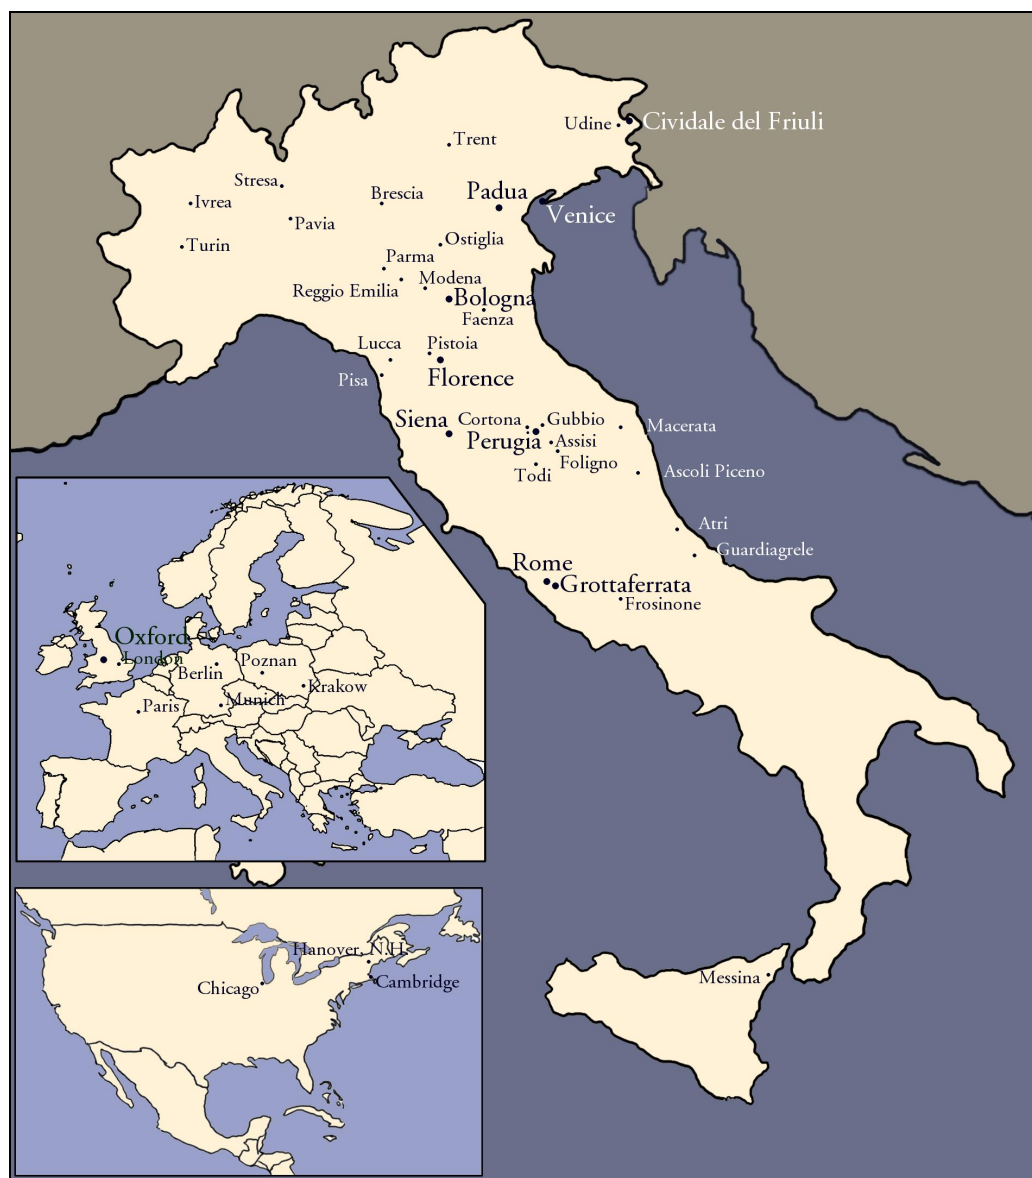 Cividale del Friuli
Udine
Trent
Stresa
Brescia
Padua
Ivrea
Venice
Pavia
Turin
Ostiglia
Parma
Modena
Reggio Emilia
Bologna
Faenza
Lucca
Pistoia
Pisa
Florence
Siena
Cortona
Gubbio
Macerata
Perugia
Assisi
Foligno
Todi
Ascoli Piceno
Atri
Guardiagrele
Rome
Grottaferrata
Frosinone
Oxford
London
Berlin
Poznan
Krakow
Munich
Paris
Hanover, N.H.
Chicago
Cambridge
Messina